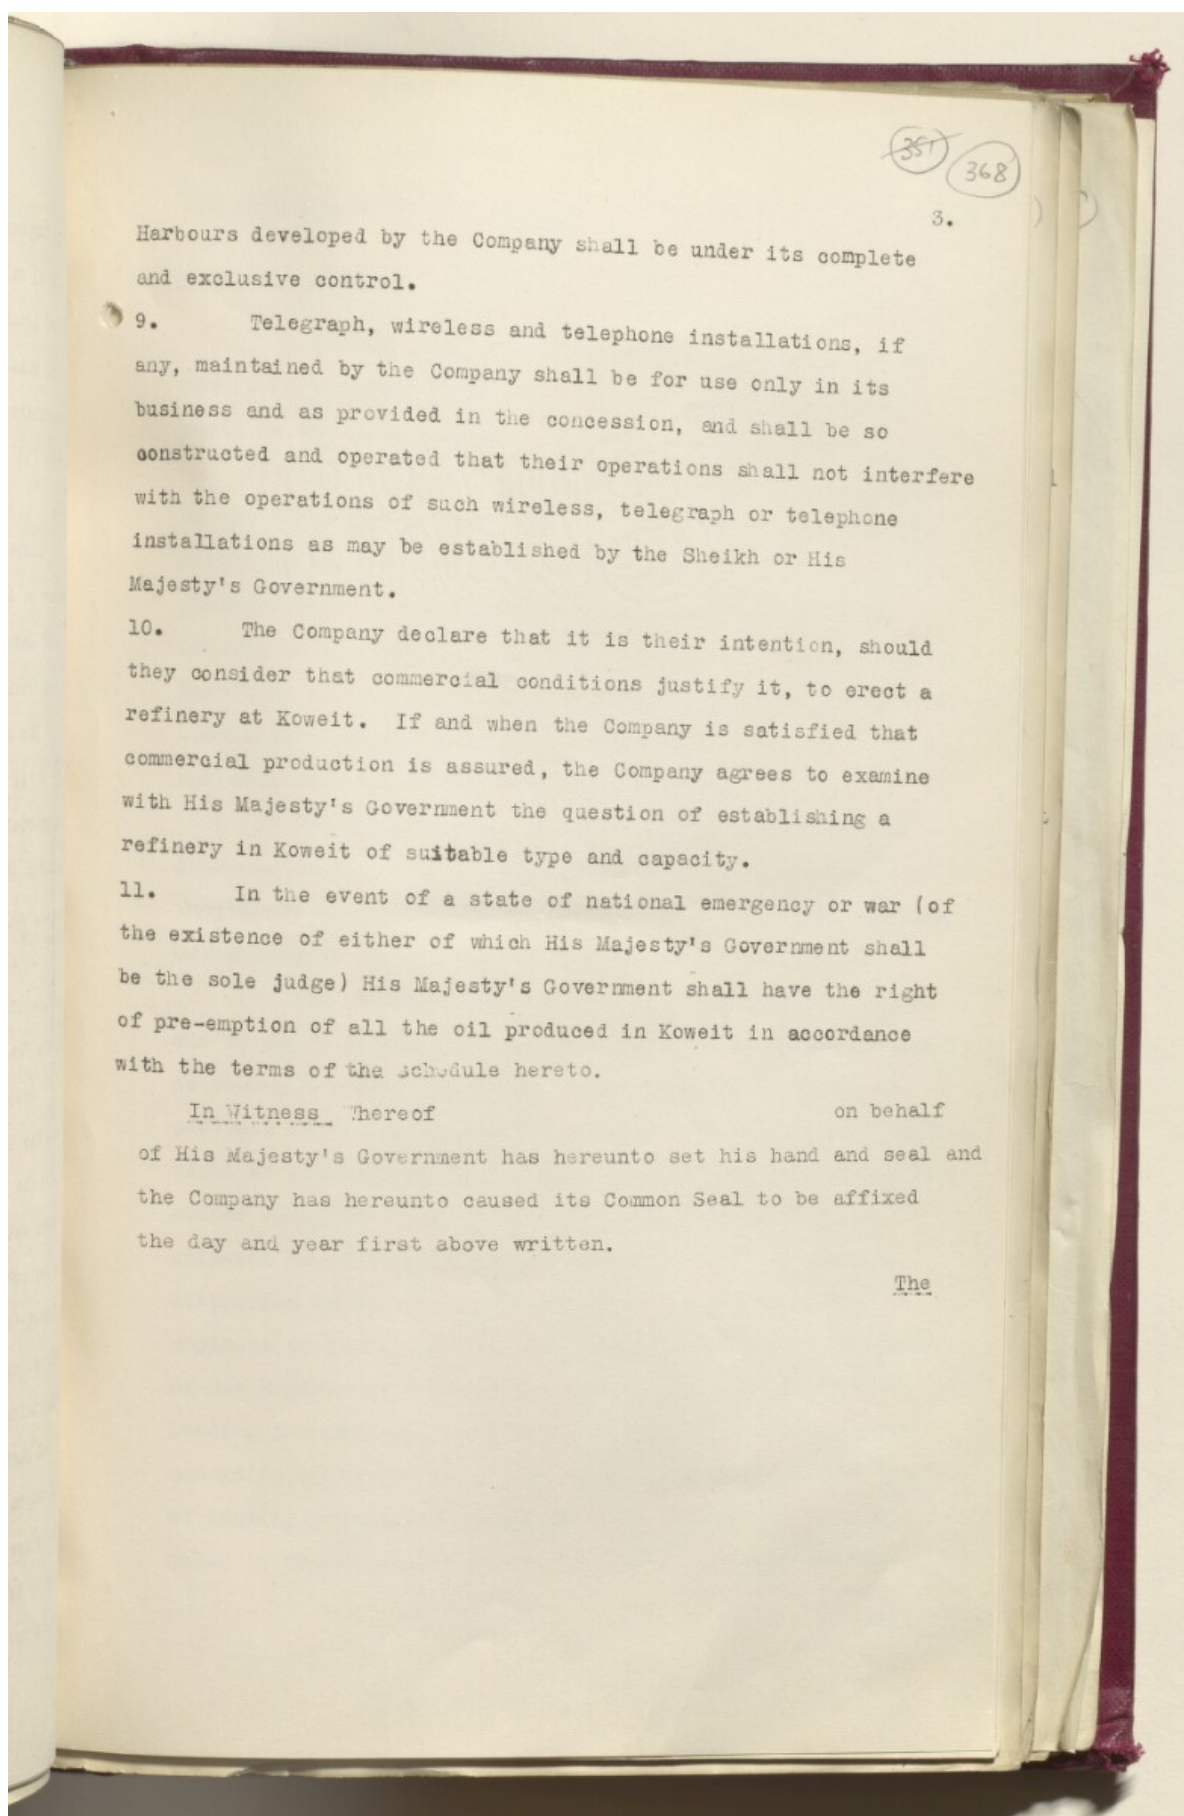 351 368
3.
Harbours developed by the Company shall be under its complete
and exclusive control.
9. Telegraph, wireless and telephone installations, if
any, maintained by the Company shall be for use only in its
business and as provided in the concession, and shall be so
constructed and operated that their operations shall not interfere
with the operations of such wireless, telegraph or telephone
installations as may be established by the Sheikh or His
Majesty's Government.
10. The Company declare that it is their intention, should
they consider that commercial conditions justify it, to erect a
refinery at Koweit. If and when the Company is satisfied that
commercial production is assured, the Company agrees to examine
with His Majesty's Government the question of establishing a
refinery in Koweit of suitable type and capacity.
11. In the event of a state of national emergency or war (of
the existence of either of which His Majesty's Government shall
be the sole judge) His Majesty's Government shall have the right
of pre-emption of all the oil produced in Koweit in accordance
with the terms of the schedule hereto.
In Witness Whereof on behalf
of His Majesty's Government has hereunto set his hand and seal and
the Company has hereunto caused its Common Seal to be affixed
the day and year first above written.
The